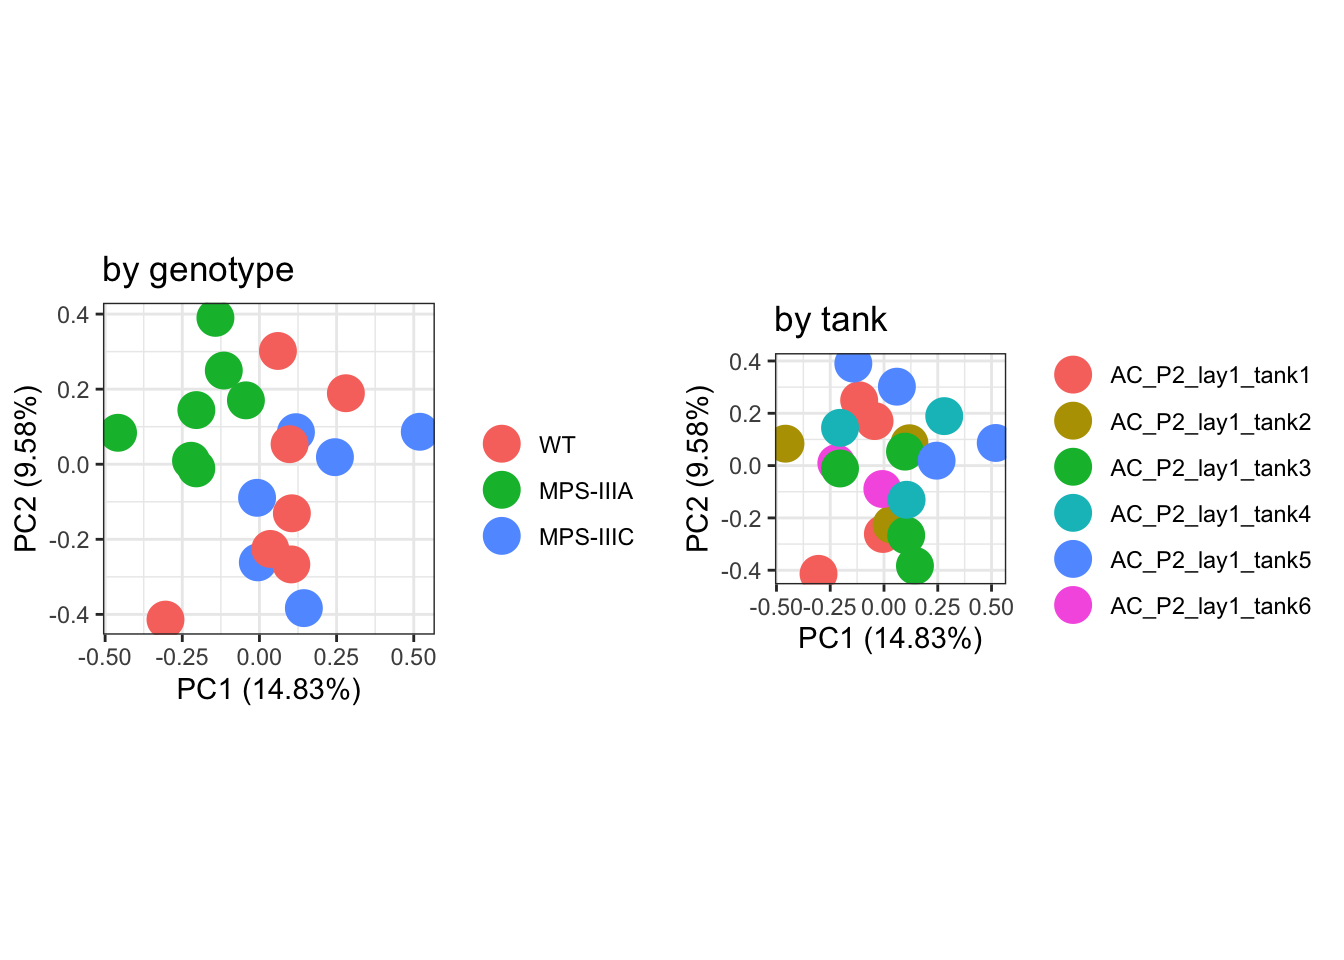 by genotype
0.4
0.2
0.0
-0.2
-0.4
PC2 (9.58%)
-0.50 -0.25 0.00 0.25 0.50
PC1 (14.83%)
WT
MPS-IIIA
MPS-IIIC
by tank
0.4
0.2
0.0
-0.2
-0.4
PC2 (9.58%)
-0.50 -0.25 0.00 0.25 0.50
PC1 (14.83%)
AC_P2_lay1_tank1
AC_P2_lay1_tank2
AC_P2_lay1_tank3
AC_P2_lay1_tank4
AC_P2_lay1_tank5
AC_P2_lay1_tank6